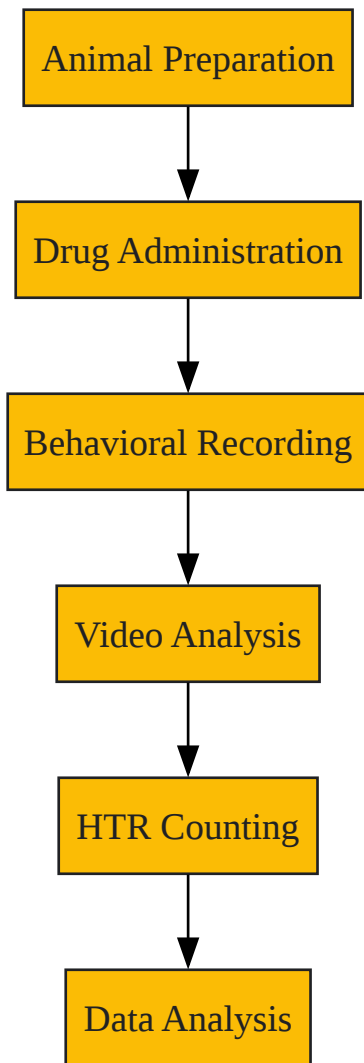 Animal Preparation
Drug Administration
Behavioral Recording
Video Analysis
HTR Counting
Data Analysis